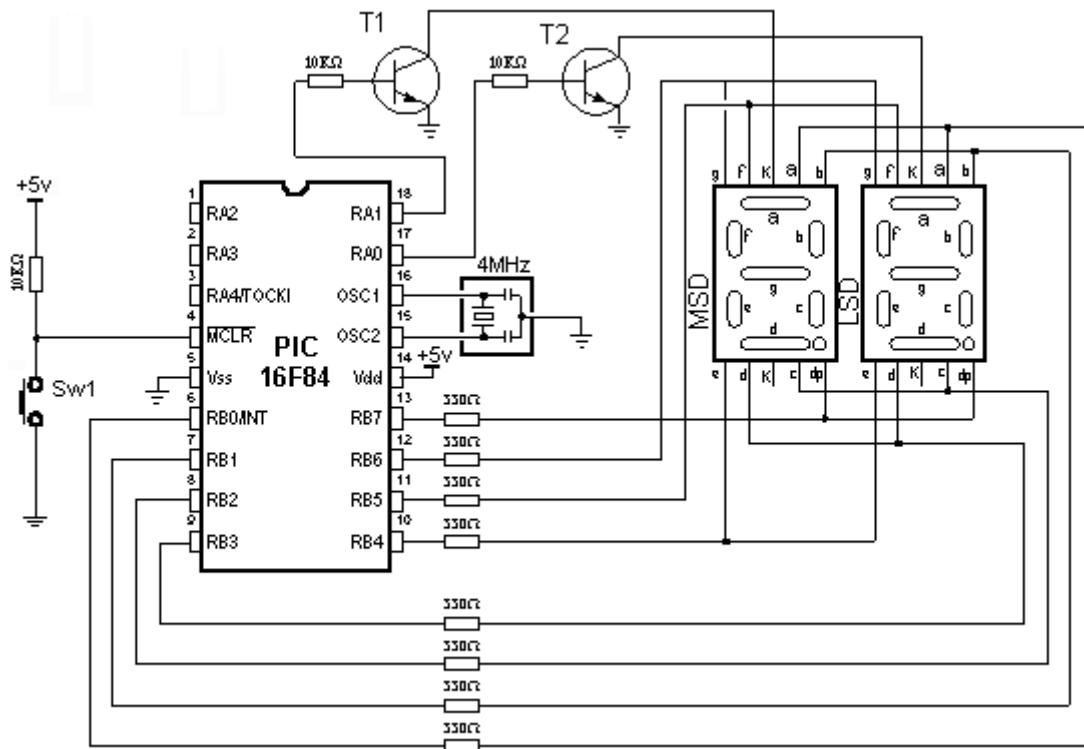 T1
T2
10KΩ
10KΩ
+5v
10KΩ
Sw1
1
RA2
2
RA3
3
RA4/TOCKI
4
MCLR
5
Vss
6
RB0/INT
7
RB1
8
RB2
9
RB3
PIC
16F84
18
RA1
17
RA0
16
OSC1
15
OSC2
14
Vdd
13
RB7
12
RB6
11
RB5
10
RB4
4MHz
+5v
330Ω
330Ω
330Ω
330Ω
330Ω
330Ω
330Ω
330Ω
g f K a b
g f K a b
MSD
a
f b
g
e c
d
e d K c dp
LSD
a
f b
g
e c
d
e d K c dp